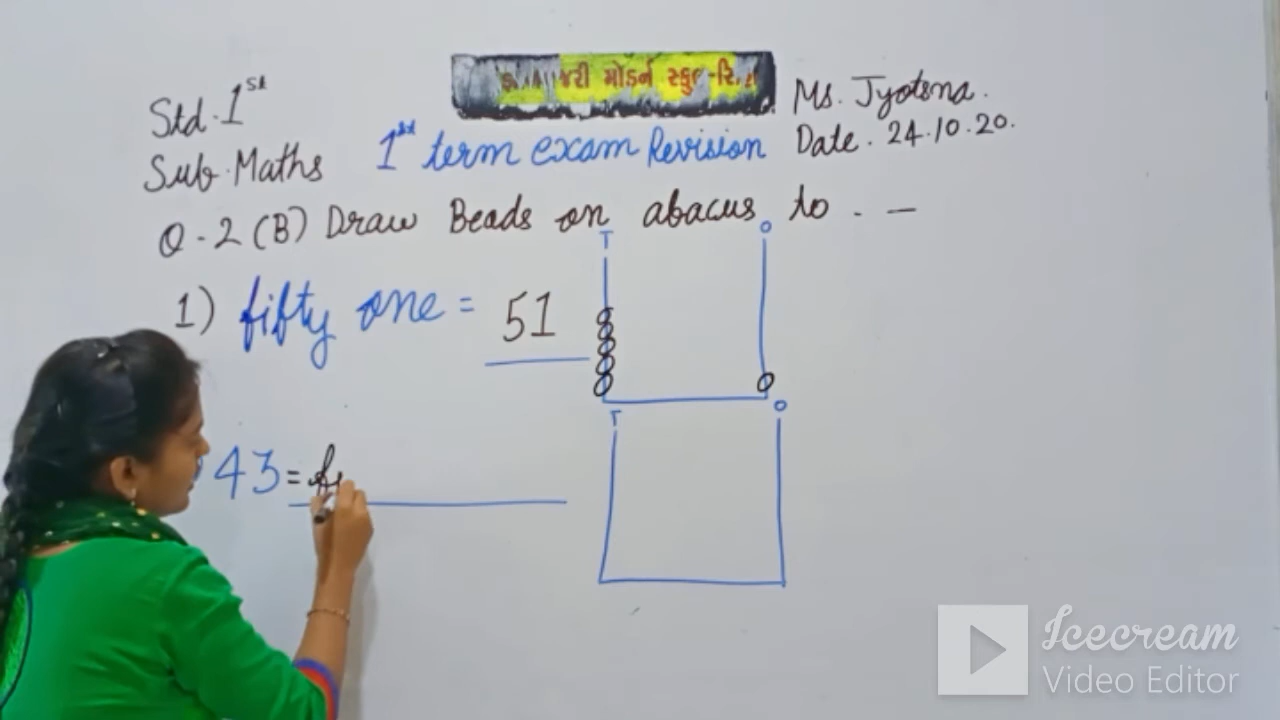 Std. 1st
મોડર્ન સ્કુલ
Ms. Jyotsna.
Sub. Maths
1st term exam Revision
Date. 24.10.20.
Q-2 (B) Draw Beads on abacus to . —
T O
1) fifty one = 51
T O
43 =
Icecream
Video Editor